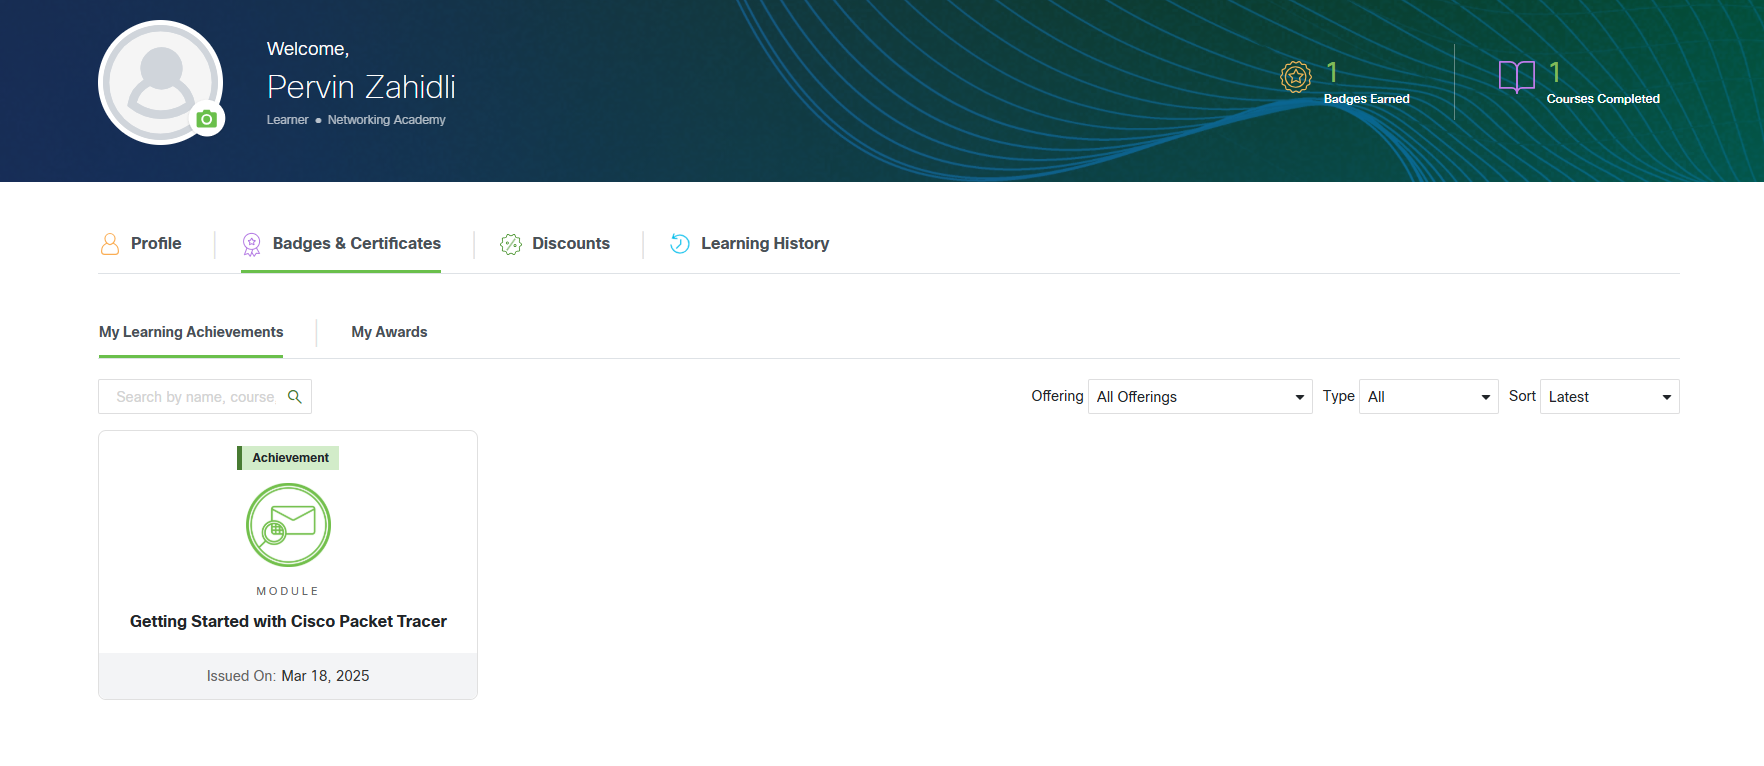 Welcome,
Pervin Zahidli
Learner ● Networking Academy
1
Badges Earned
1
Courses Completed
Profile
Badges & Certificates
Discounts
Learning History
My Learning Achievements
My Awards
Search by name, course
Offering All Offerings Type All Sort Latest
Achievement
MODULE
Getting Started with Cisco Packet Tracer
Issued On: Mar 18, 2025